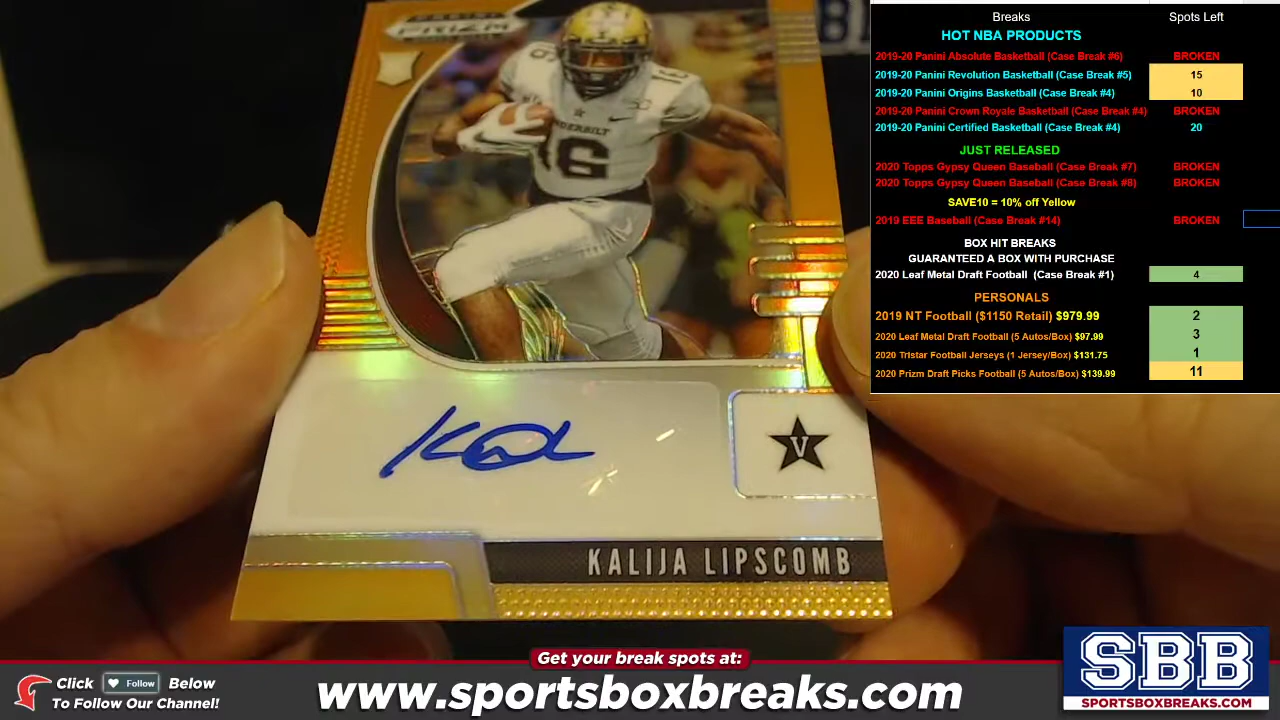 PANINI
PRIZM
16
VANDERBILT
16
V
KALIJA LIPSCOMB
Breaks Spots Left
HOT NBA PRODUCTS
2019-20 Panini Absolute Basketball (Case Break #6) BROKEN
2019-20 Panini Revolution Basketball (Case Break #5) 15
2019-20 Panini Origins Basketball (Case Break #4) 10
2019-20 Panini Crown Royale Basketball (Case Break #4) BROKEN
2019-20 Panini Certified Basketball (Case Break #4) 20
JUST RELEASED
2020 Topps Gypsy Queen Baseball (Case Break #7) BROKEN
2020 Topps Gypsy Queen Baseball (Case Break #8) BROKEN
SAVE10 = 10% off Yellow
2019 EEE Baseball (Case Break #14) BROKEN
BOX HIT BREAKS
GUARANTEED A BOX WITH PURCHASE
2020 Leaf Metal Draft Football (Case Break #1) 4
PERSONALS
2019 NT Football ($1150 Retail) $979.99 2
2020 Leaf Metal Draft Football (5 Autos/Box) $97.99 3
2020 Tristar Football Jerseys (1 Jersey/Box) $131.75 1
2020 Prizm Draft Picks Football (5 Autos/Box) $139.99 11
Get your break spots at:
Click Follow Below
To Follow Our Channel!
www.sportsboxbreaks.com
SBB
SPORTSBOXBREAKS.COM